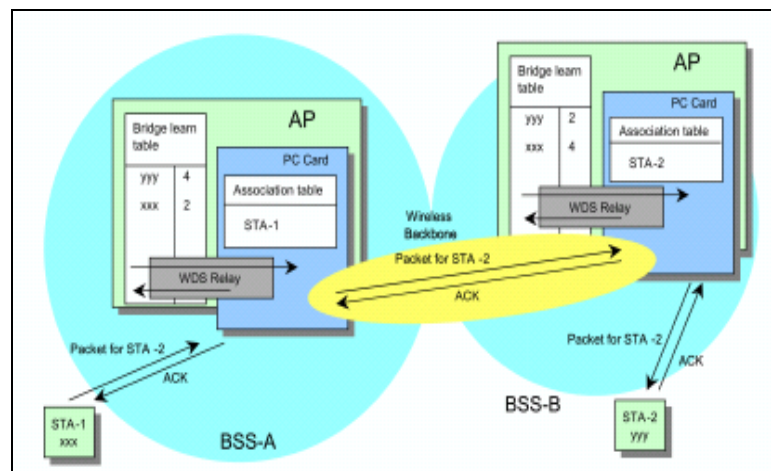 AP
Bridge learn
table
yyy 4
xxx 2
PC Card
Association table
STA-1
WDS Relay
Packet for STA -2
ACK
STA-1
xxx
BSS-A
Wireless
Backbone
Packet for STA -2
ACK
AP
Bridge learn
table
yyy 2
xxx 4
PC Card
Association table
STA-2
WDS Relay
Packet for STA -2
ACK
BSS-B
STA-2
yyy